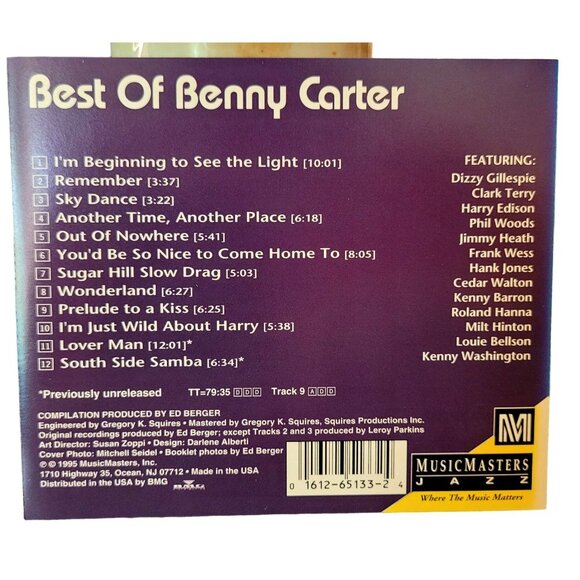 Best Of Benny Carter
1 I'm Beginning to See the Light [10:01]
2 Remember [3:37]
3 Sky Dance [3:22]
4 Another Time, Another Place [6:18]
5 Out Of Nowhere [5:41]
6 You'd Be So Nice to Come Home To [8:05]
7 Sugar Hill Slow Drag [5:03]
8 Wonderland [6:27]
9 Prelude to a Kiss [6:25]
10 I'm Just Wild About Harry [5:38]
11 Lover Man [12:01]*
12 South Side Samba [6:34]*
FEATURING:
Dizzy Gillespie
Clark Terry
Harry Edison
Phil Woods
Jimmy Heath
Frank Wess
Hank Jones
Cedar Walton
Kenny Barron
Roland Hanna
Milt Hinton
Louie Bellson
Kenny Washington
*Previously unreleased TT=79:35 DDD Track 9 ADD
COMPILATION PRODUCED BY ED BERGER
Engineered by Gregory K. Squires • Mastered by Gregory K. Squires, Squires Productions Inc.
Original recordings produced by Ed Berger; except Tracks 2 and 3 produced by Leroy Parkins
Art Director: Susan Zoppi • Design: Darlene Alberti
Cover Photo: Mitchell Seidel • Booklet photos by Ed Berger
℗ © 1995 MusicMasters, Inc.
1710 Highway 35, Ocean, NJ 07712 • Made in the USA
Distributed in the USA by BMG
BMG
0 1612-65133-2 4
MM
MUSICMASTERS
JAZZ
Where The Music Matters